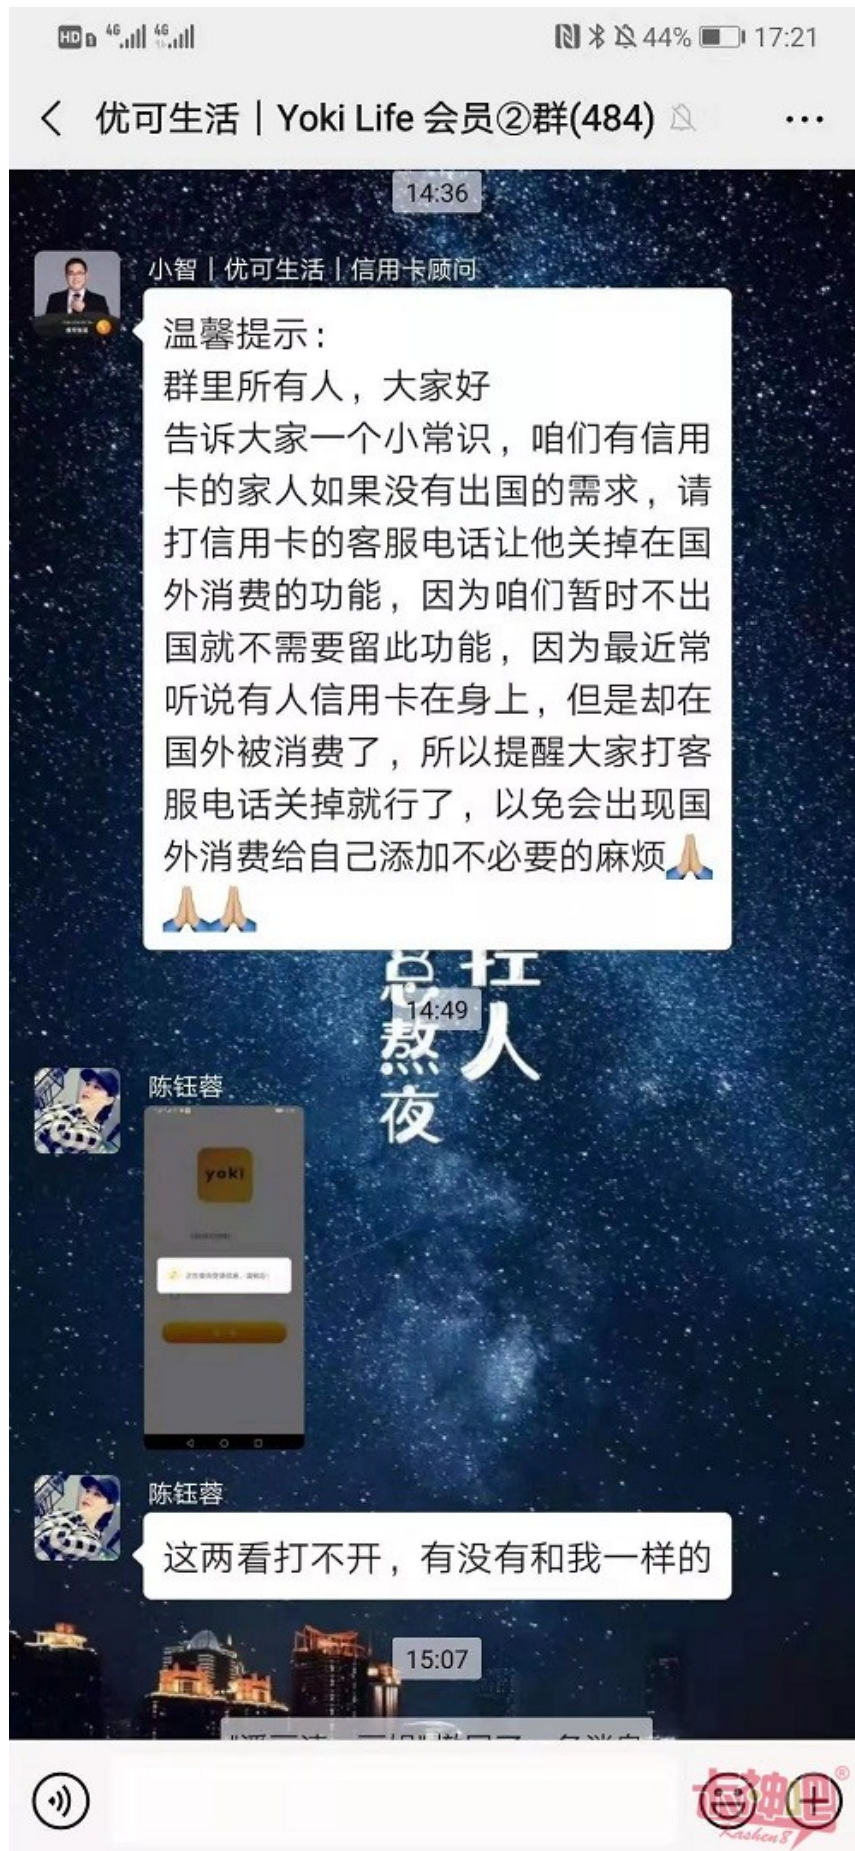 HD 4G 4G 44% 17:21
优可生活｜Yoki Life 会员②群(484)
14:36
小智｜优可生活｜信用卡顾问
温馨提示：
群里所有人，大家好
告诉大家一个小常识，咱们有信用
卡的家人如果没有出国的需求，请
打信用卡的客服电话让他关掉在国
外消费的功能，因为咱们暂时不出
国就不需要留此功能，因为最近常
听说有人信用卡在身上，但是却在
国外被消费了，所以提醒大家打客
服电话关掉就行了，以免会出现国
外消费给自己添加不必要的麻烦🙏
🙏🙏
人
总熬夜
14:49
陈钰蓉
yoki
陈钰蓉
这两看打不开，有没有和我一样的
15:07
卡神吧®
Kashen8